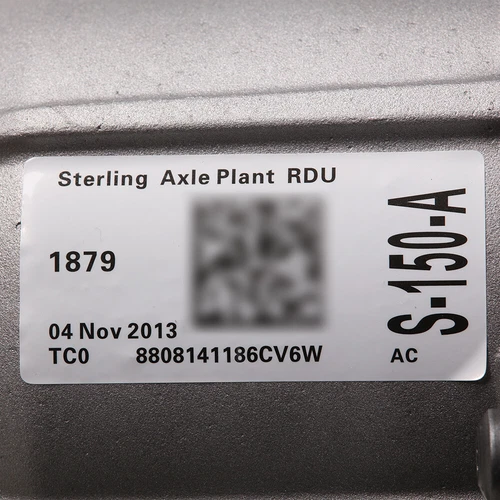 Sterling Axle Plant RDU
1879
04 Nov 2013
TC0 8808141186CV6W
AC
S-150-A